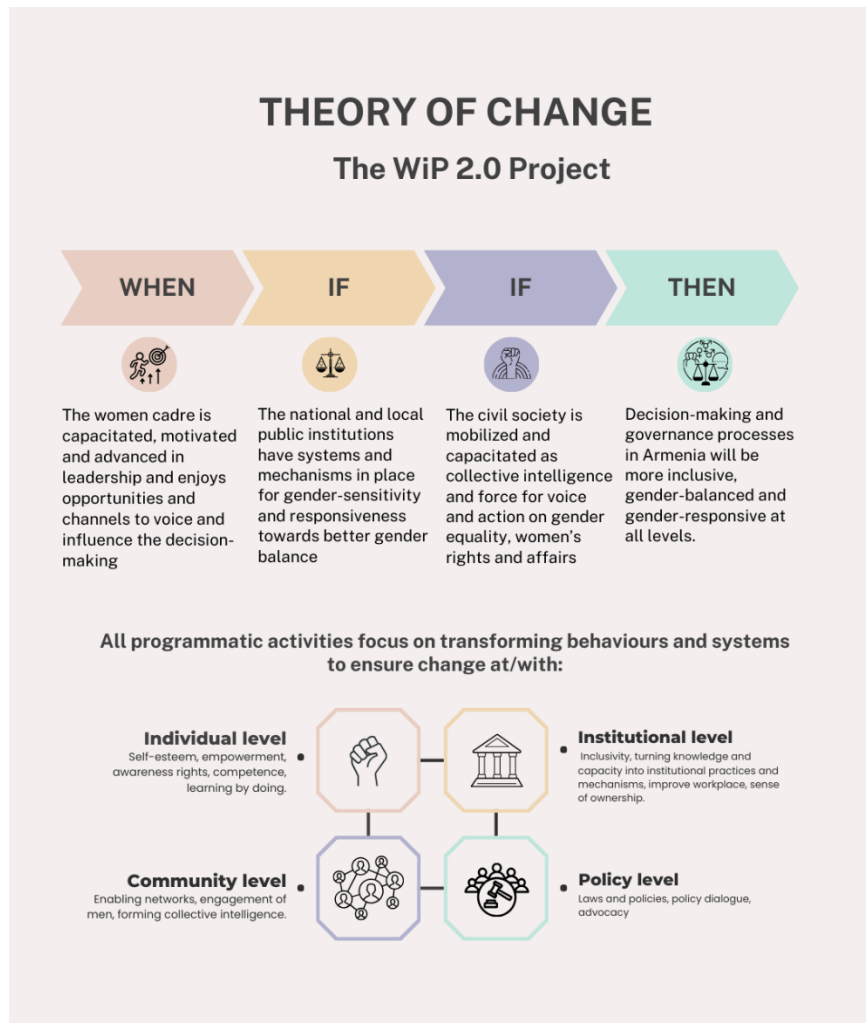 THEORY OF CHANGE
The WiP 2.0 Project
WHEN
IF
IF
THEN
The women cadre is
capacitated, motivated
and advanced in
leadership and enjoys
opportunities and
channels to voice and
influence the decision-
making
The national and local
public institutions
have systems and
mechanisms in place
for gender-sensitivity
and responsiveness
towards better gender
balance
The civil society is
mobilized and
capacitated as
collective intelligence
and force for voice
and action on gender
equality, women's
rights and affairs
Decision-making and
governance processes
in Armenia will be
more inclusive,
gender-balanced and
gender-responsive at
all levels.
All programmatic activities focus on transforming behaviours and systems
to ensure change at/with:
Individual level
Self-esteem, empowerment,
awareness rights, competence,
learning by doing.
Institutional level
Inclusivity, turning knowledge and
capacity into institutional practices and
mechanisms, improve workplace, sense
of ownership.
Community level
Enabling networks, engagement of
men, forming collective intelligence.
Policy level
Laws and policies, policy dialogue,
advocacy